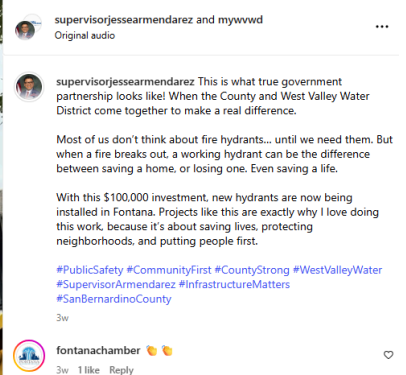 supervisorjessearmendarez and mywvwd
Original audio
supervisorjessearmendarez This is what true government
partnership looks like! When the County and West Valley Water
District come together to make a real difference.
Most of us don't think about fire hydrants... until we need them. But
when a fire breaks out, a working hydrant can be the difference
between saving a home, or losing one. Even saving a life.
With this $100,000 investment, new hydrants are now being
installed in Fontana. Projects like this are exactly why I love doing
this work, because it's about saving lives, protecting
neighborhoods, and putting people first.
#PublicSafety #CommunityFirst #CountyStrong #WestValleyWater
#SupervisorArmendarez #InfrastructureMatters
#SanBernardinoCounty
3w
fontanachamber 👏 👏
3w 1 like Reply